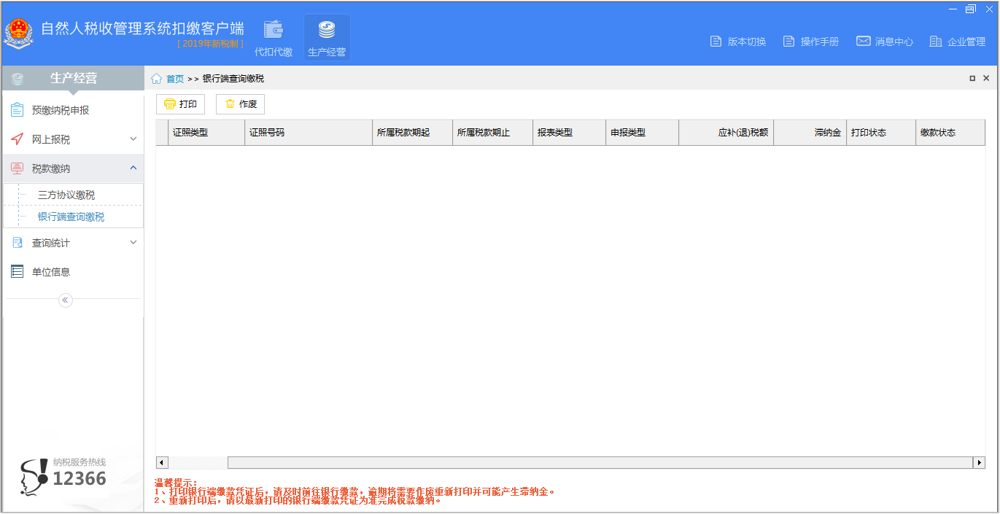 自然人税收管理系统扣缴客户端
[ 2019年新税制 ]
代扣代缴
生产经营
版本切换
操作手册
消息中心
企业管理
生产经营
首页 >> 银行端查询缴税
预缴纳税申报
网上报税
税款缴纳
三方协议缴税
银行端查询缴税
查询统计
单位信息
纳税服务热线
12366
打印
作废
证照类型
证照号码
所属税款期起
所属税款期止
报表类型
申报类型
应补(退)税额
滞纳金
打印状态
缴款状态
温馨提示：
1、打印银行端缴款凭证后，请及时前往银行缴款，逾期将需要作废重新打印并可能产生滞纳金。
2、重新打印后，请以最新打印的银行端缴款凭证为准完成税款缴纳。